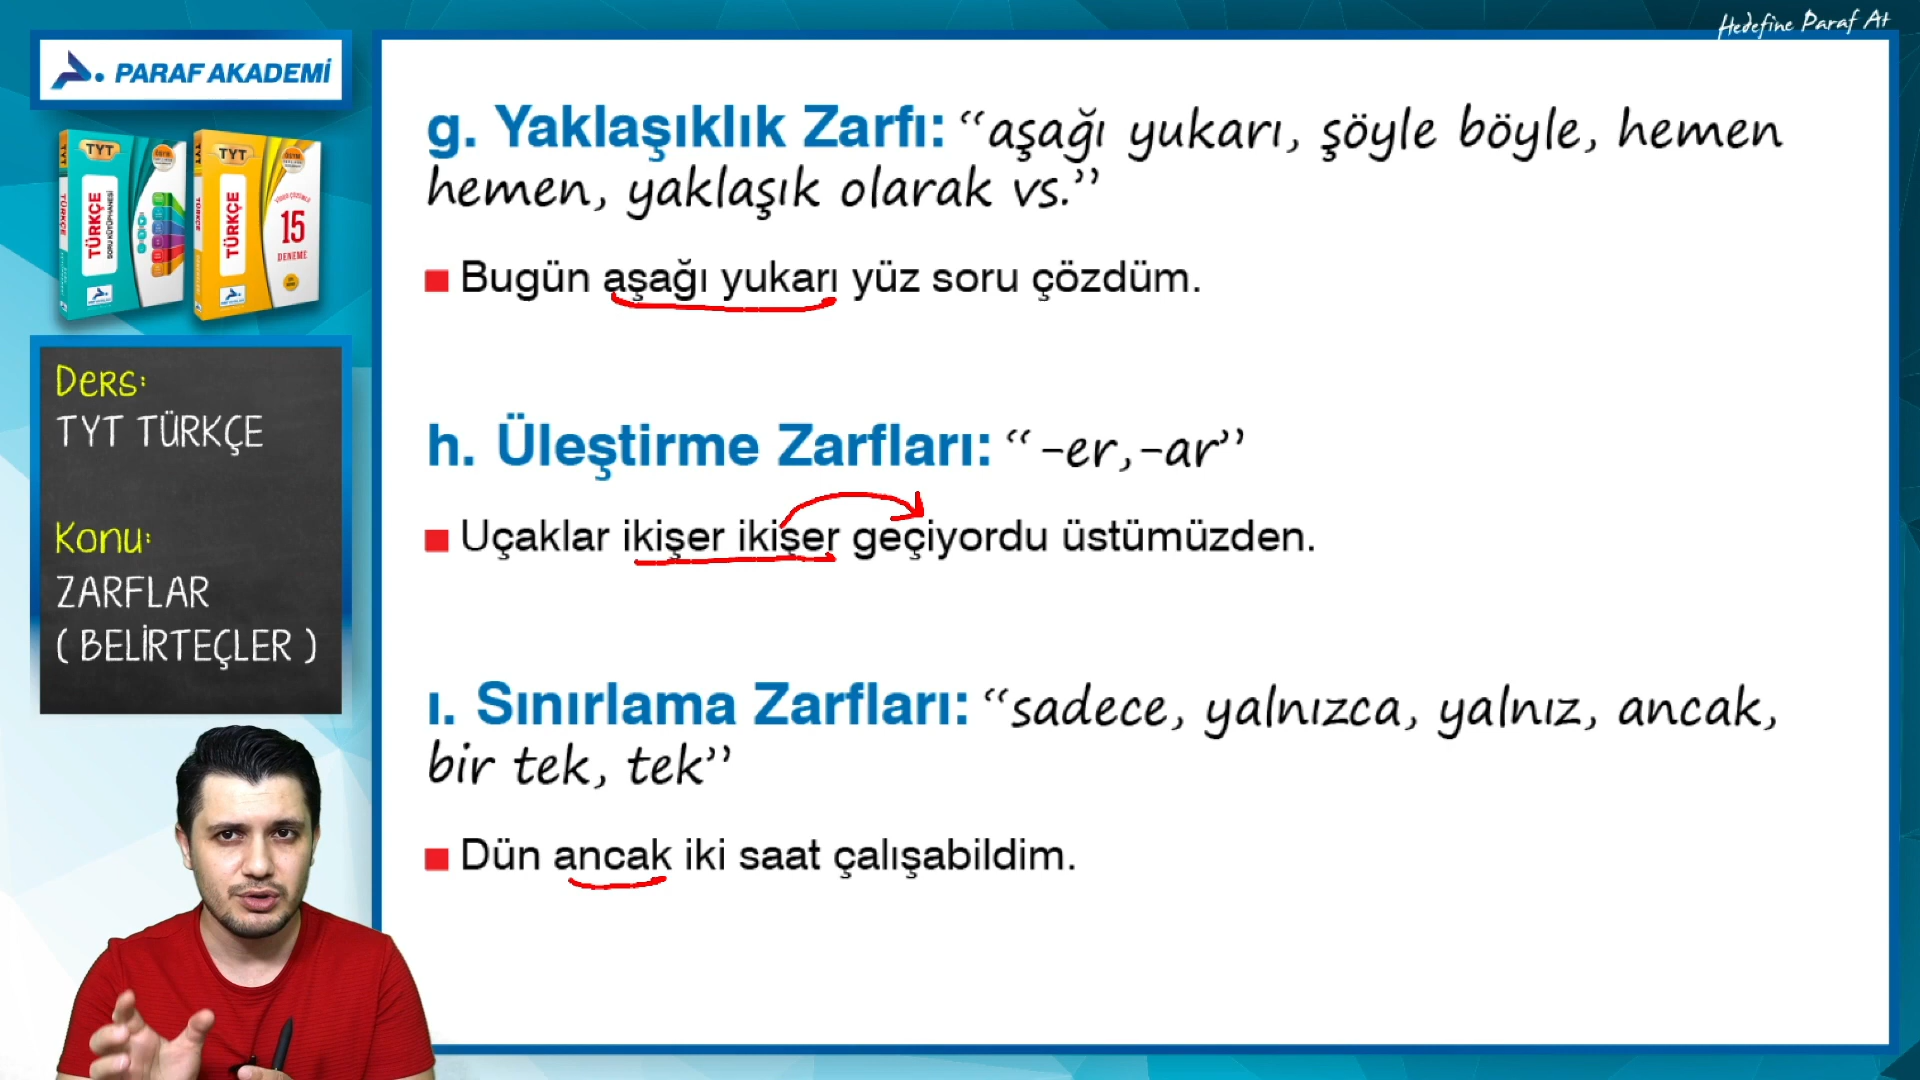 Hedefine Paraf At
PARAF AKADEMİ
TYT
TÜRKÇE
SORU KÜTÜPHANESİ
TYT
TÜRKÇE
15
DENEME
Ders:
TYT TÜRKÇE
Konu:
ZARFLAR
( BELİRTEÇLER )
g. Yaklaşıklık Zarfı: “aşağı yukarı, şöyle böyle, hemen
hemen, yaklaşık olarak vs.”
Bugün aşağı yukarı yüz soru çözdüm.
h. Üleştirme Zarfları: “ -er,-ar”
Uçaklar ikişer ikişer geçiyordu üstümüzden.
ı. Sınırlama Zarfları: “sadece, yalnızca, yalnız, ancak,
bir tek, tek”
Dün ancak iki saat çalışabildim.